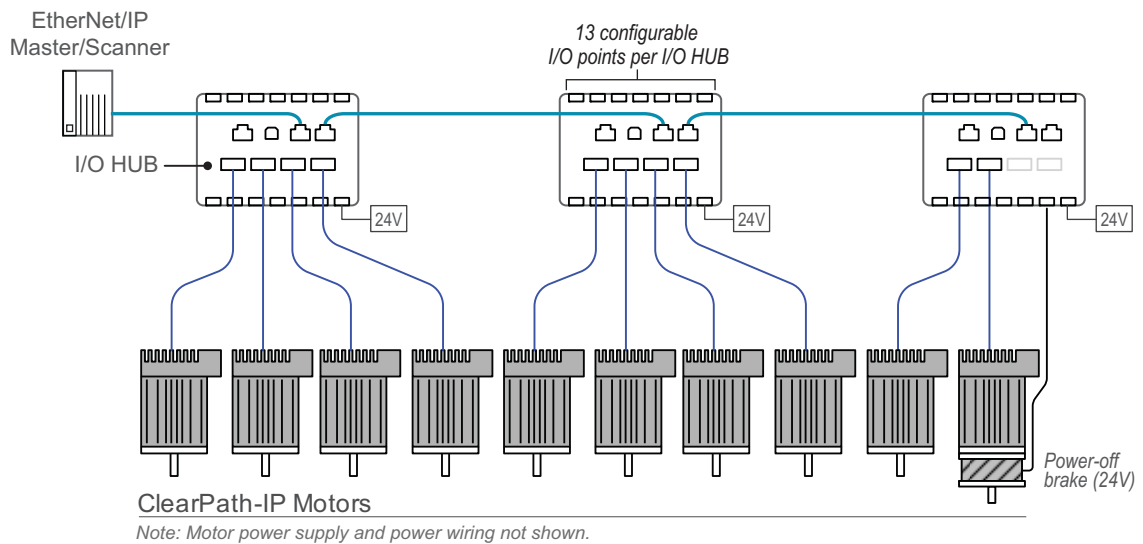 EtherNet/IP
Master/Scanner
13 configurable
I/O points per I/O HUB
I/O HUB
24V
24V
24V
Power-off
brake (24V)
ClearPath-IP Motors
Note: Motor power supply and power wiring not shown.